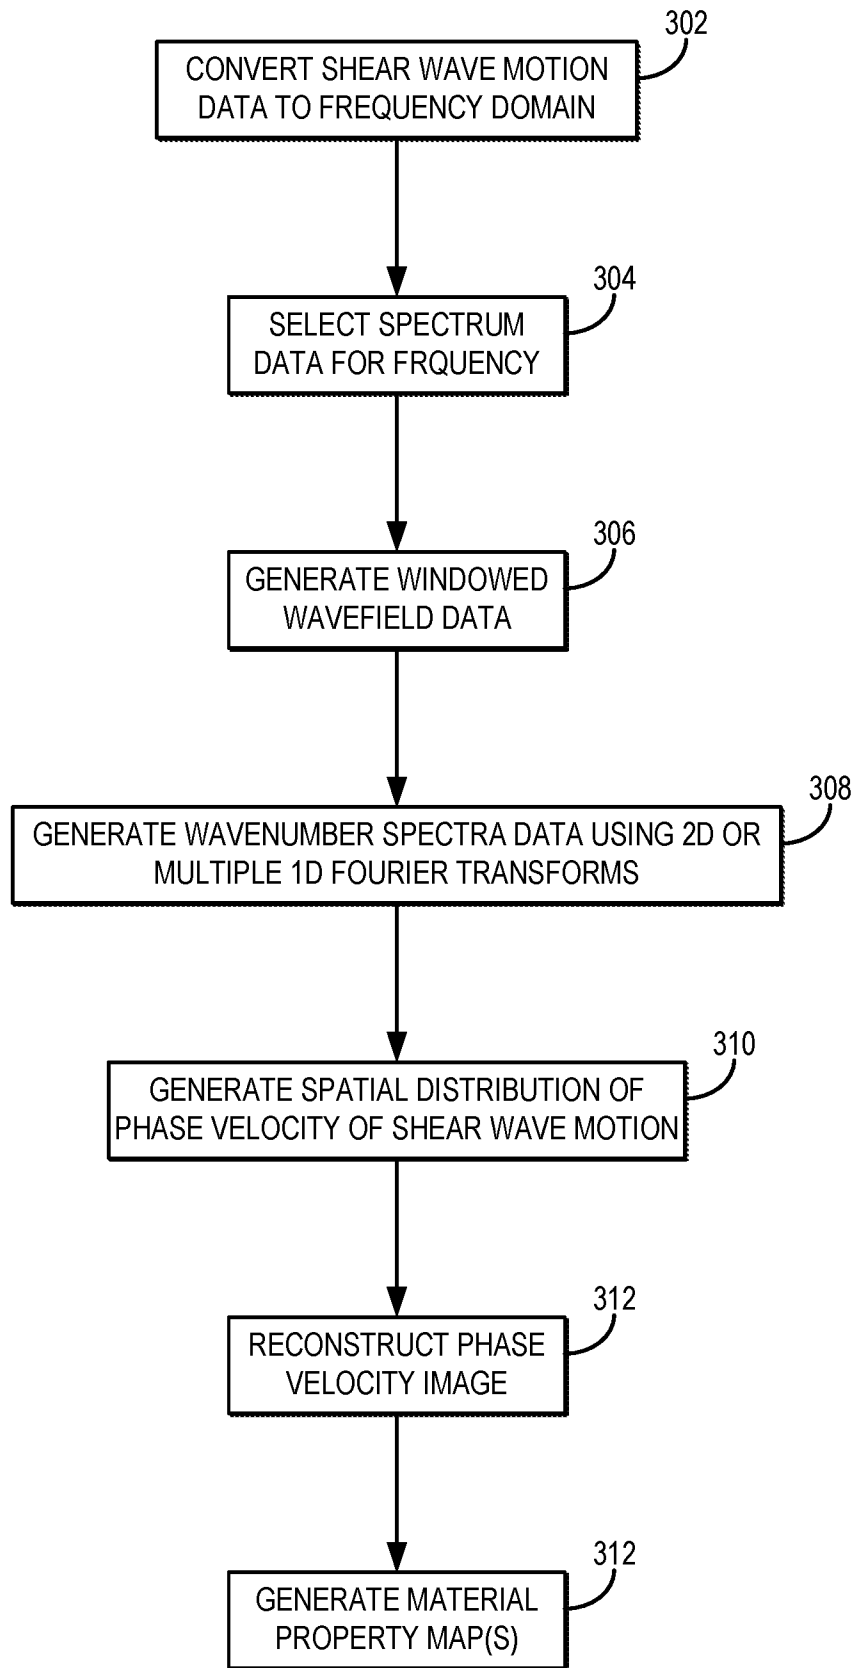 302
CONVERT SHEAR WAVE MOTION
DATA TO FREQUENCY DOMAIN
304
SELECT SPECTRUM
DATA FOR FRQUENCY
306
GENERATE WINDOWED
WAVEFIELD DATA
308
GENERATE WAVENUMBER SPECTRA DATA USING 2D OR
MULTIPLE 1D FOURIER TRANSFORMS
310
GENERATE SPATIAL DISTRIBUTION OF
PHASE VELOCITY OF SHEAR WAVE MOTION
312
RECONSTRUCT PHASE
VELOCITY IMAGE
312
GENERATE MATERIAL
PROPERTY MAP(S)